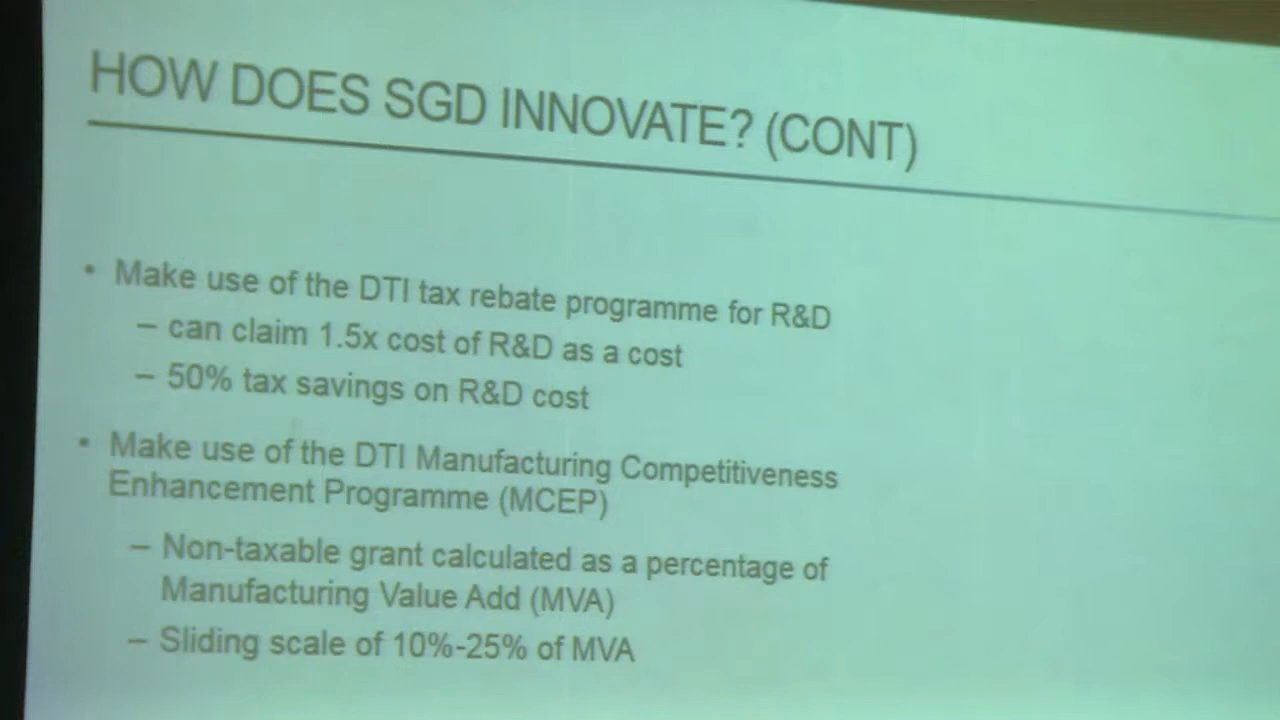 HOW DOES SGD INNOVATE? (CONT)
• Make use of the DTI tax rebate programme for R&D
– can claim 1.5x cost of R&D as a cost
– 50% tax savings on R&D cost
• Make use of the DTI Manufacturing Competitiveness
Enhancement Programme (MCEP)
– Non-taxable grant calculated as a percentage of
Manufacturing Value Add (MVA)
– Sliding scale of 10%-25% of MVA